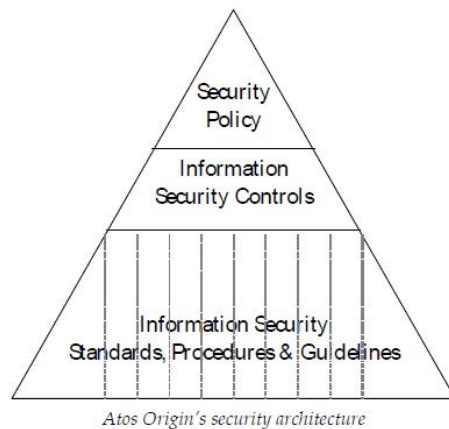 Security
Policy
Information
Security Controls
Information Security
Standards, Procedures & Guidelines
Atos Origin's security architecture